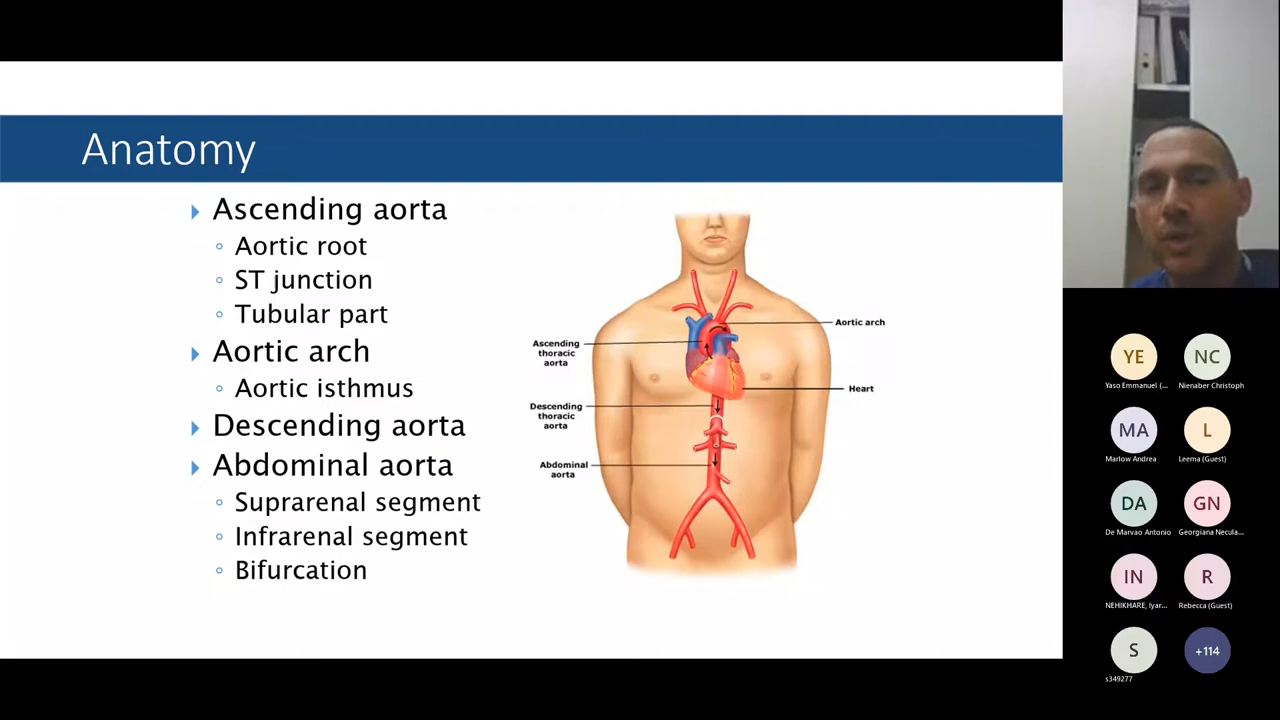 Anatomy
Ascending aorta
Aortic root
ST junction
Tubular part
Aortic arch
Aortic isthmus
Descending aorta
Abdominal aorta
Suprarenal segment
Infrarenal segment
Bifurcation
Aortic arch
Ascending
thoracic
aorta
Heart
Descending
thoracic
aorta
Abdominal
aorta
YE
NC
Yaso Emmanuel (...
Nienaber Christoph
MA
L
Marlow Andrea
Leema (Guest)
DA
GN
De Marvao Antonio
Georgiana Necula...
IN
R
NEHIKHARE, Iyar...
Rebecca (Guest)
S
+114
s349277